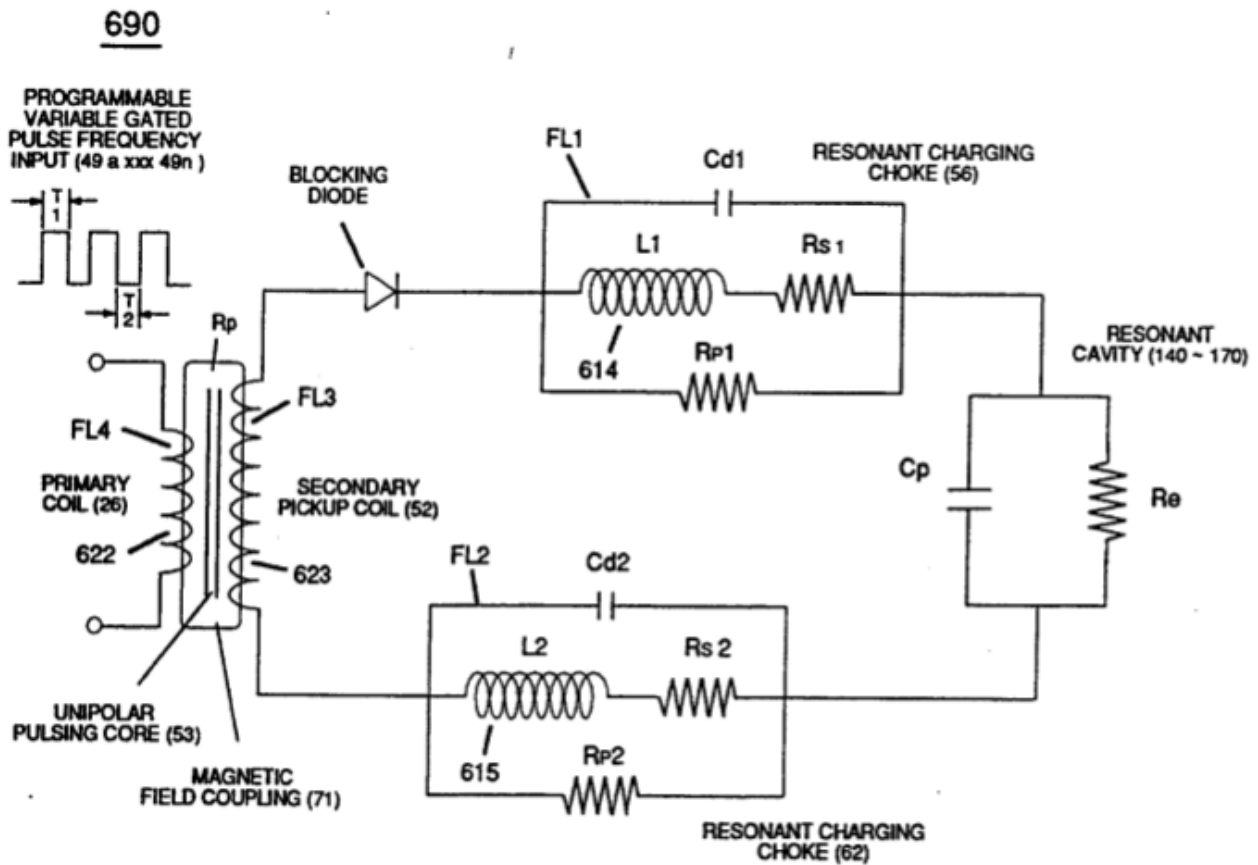 690
PROGRAMMABLE
VARIABLE GATED
PULSE FREQUENCY
INPUT (49 a xxx 49n )
T
1
T
2
BLOCKING
DIODE
FL1
Cd1
RESONANT CHARGING
CHOKE (56)
L1
Rs 1
614
RP1
Rp
FL3
FL4
PRIMARY
COIL (26)
622
SECONDARY
PICKUP COIL (52)
623
RESONANT
CAVITY (140 ~ 170)
Cp
Re
FL2
Cd2
L2
Rs 2
615
RP2
UNIPOLAR
PULSING CORE (53)
MAGNETIC
FIELD COUPLING (71)
RESONANT CHARGING
CHOKE (62)